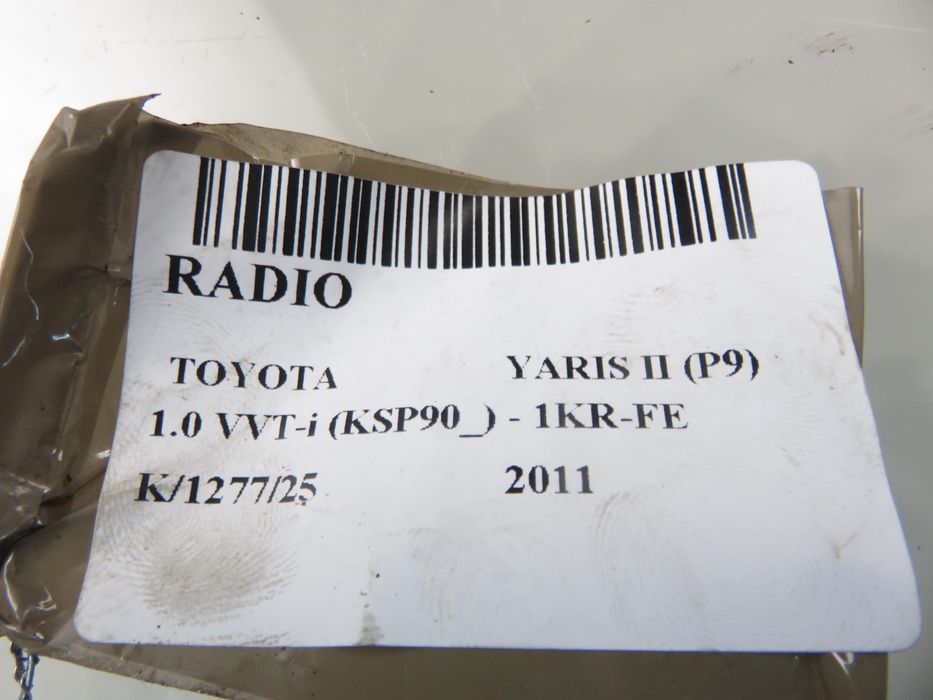 RADIO
TOYOTA YARIS II (P9)
1.0 VVT-i (KSP90_) - 1KR-FE
K/1277/25 2011